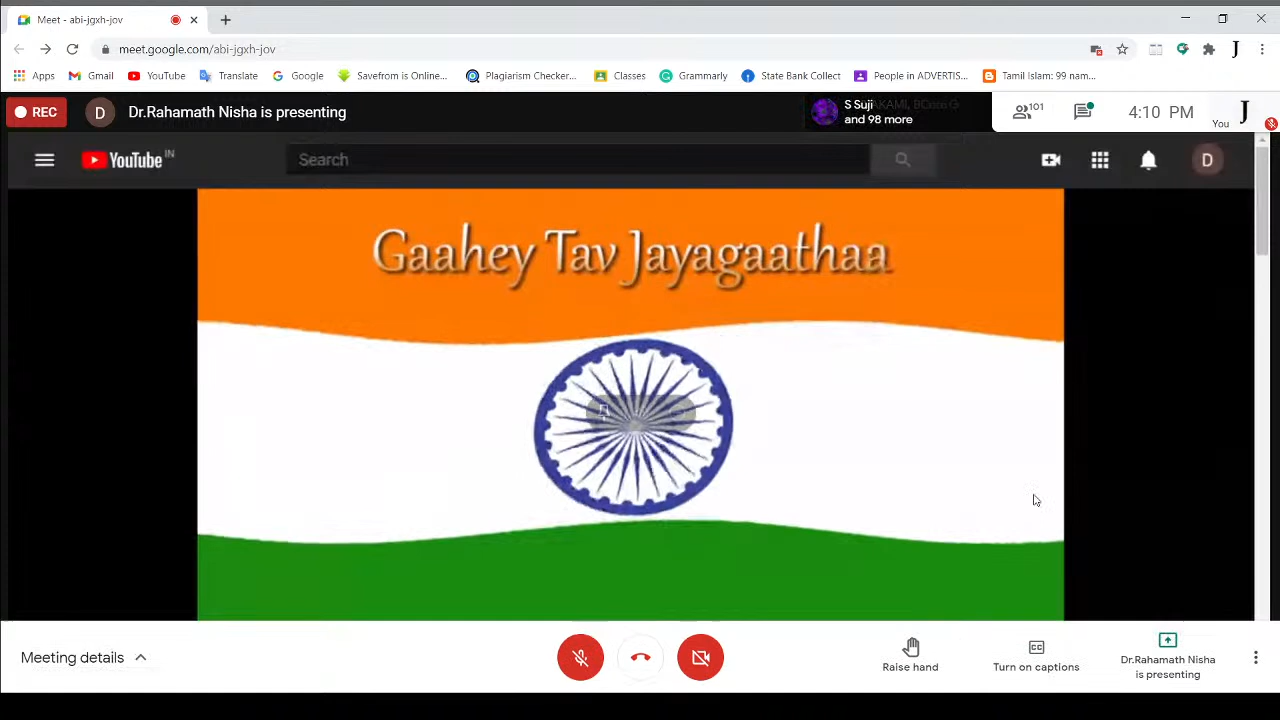 Meet - abi-jgxh-jov
meet.google.com/abi-jgxh-jov
J
Apps
Gmail
YouTube
Translate
Google
Savefrom is Online...
Plagiarism Checker...
Classes
Grammarly
State Bank Collect
People in ADVERTIS...
Tamil Islam: 99 nam...
REC
D
Dr.Rahamath Nisha is presenting
S Suji
and 98 more
101
4:10 PM
You
J
YouTube IN
Search
D
Gaahey Tav Jayagaathaa
Meeting details
Raise hand
CC
Turn on captions
Dr.Rahamath Nisha
is presenting